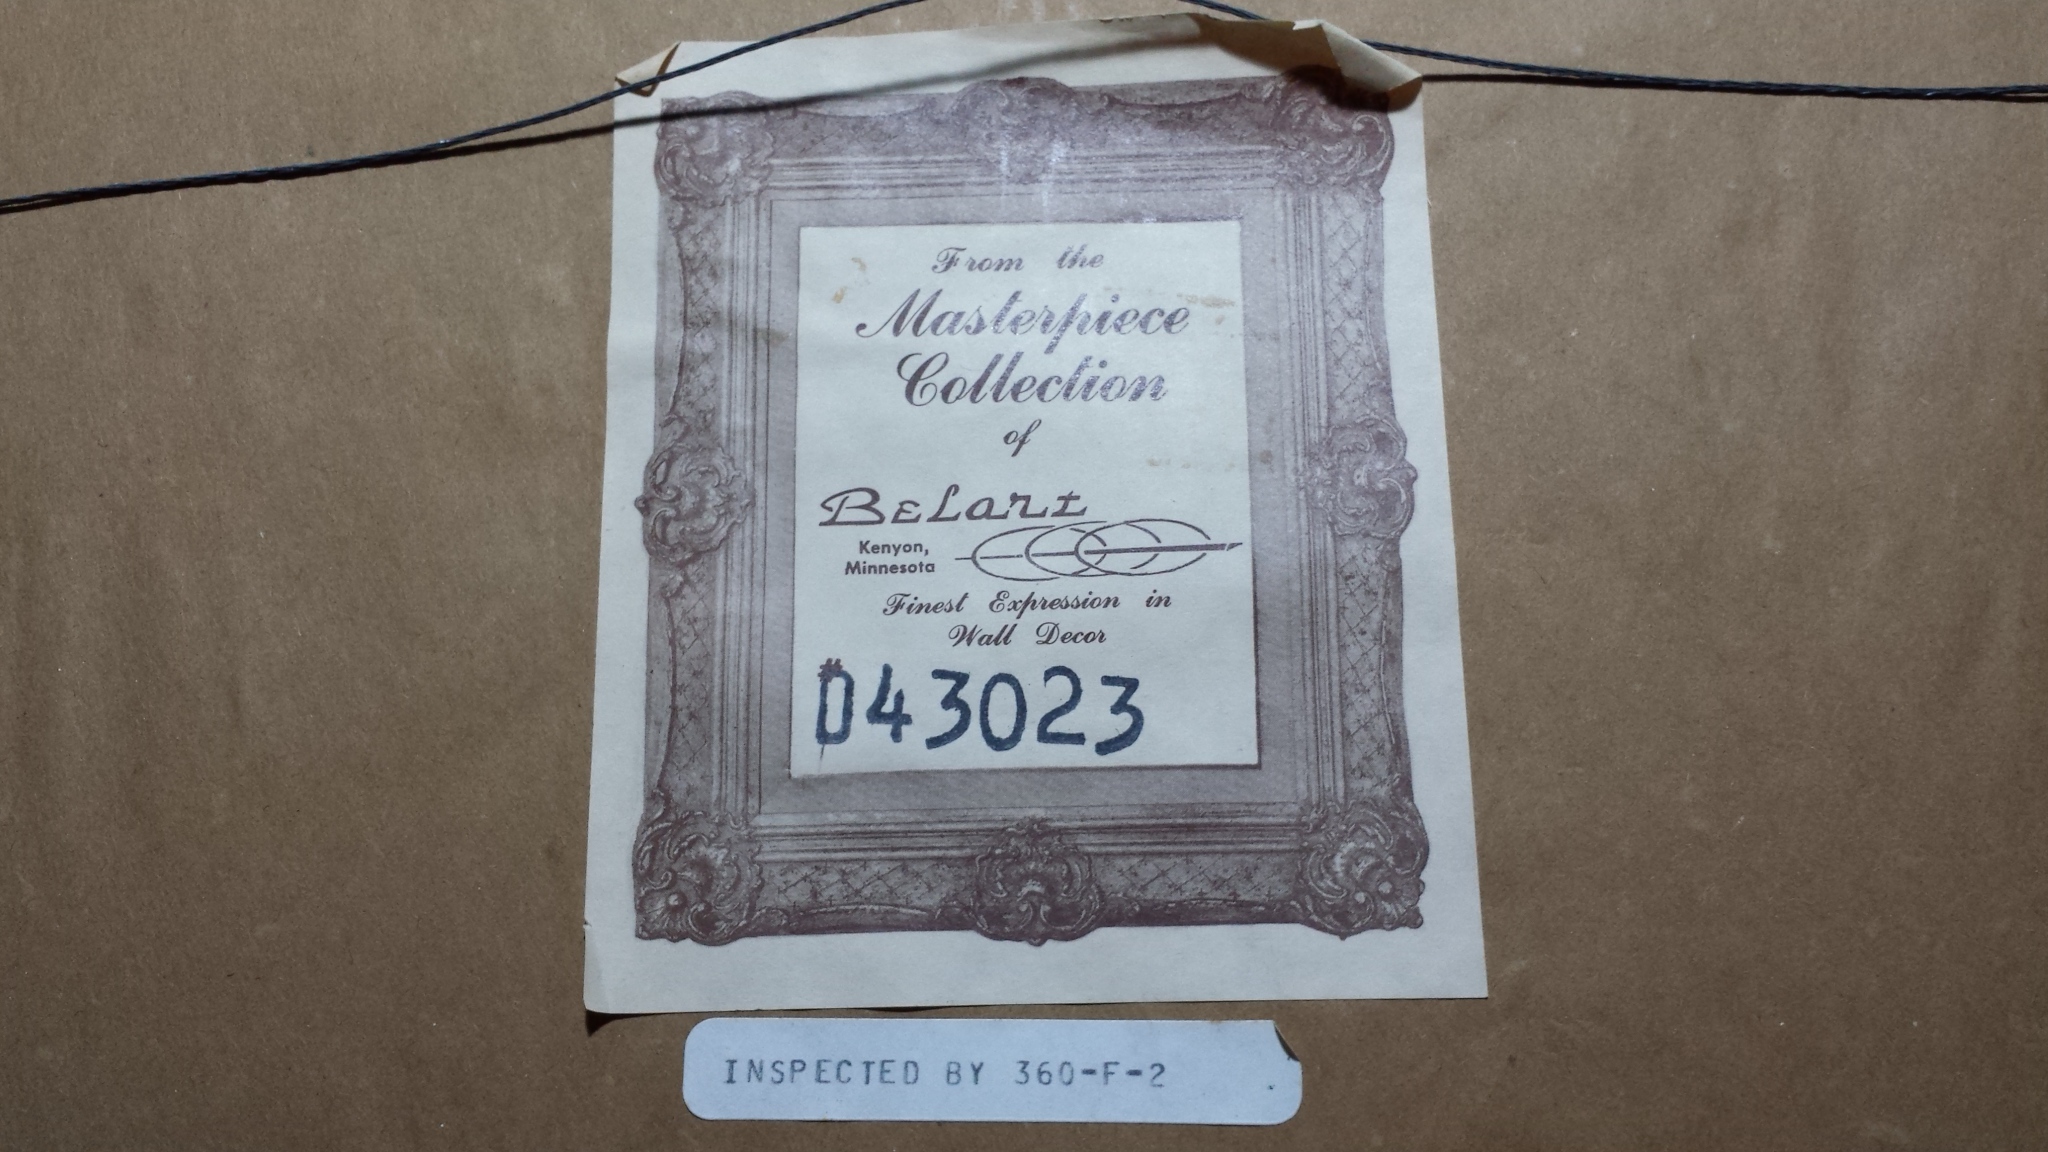 From the
Masterpiece
Collection
of
BELart
Kenyon,
Minnesota
Finest Expression in
Wall Decor
#D43023
INSPECTED BY 360-F-2